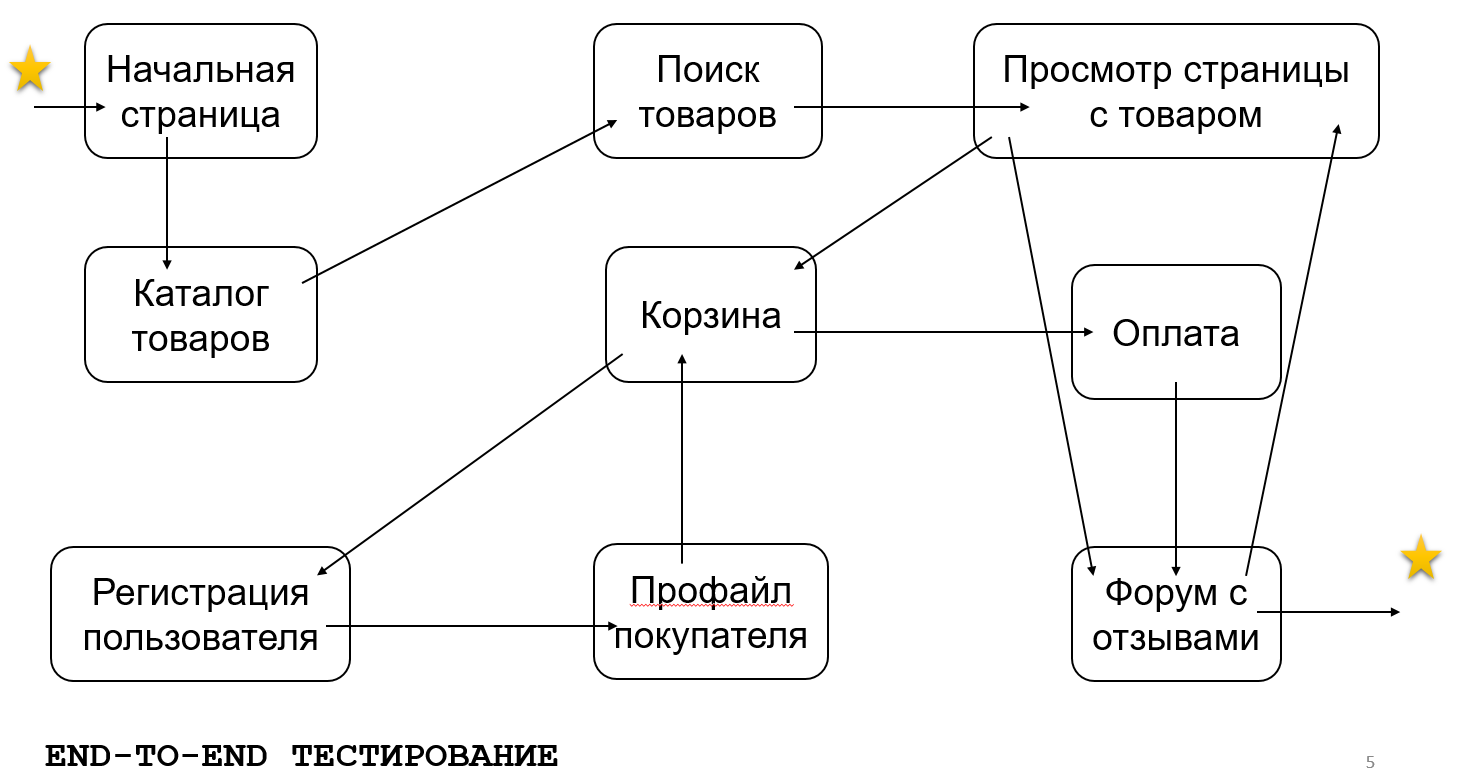 Начальная
страница
Поиск
товаров
Просмотр страницы
с товаром
Каталог
товаров
Корзина
Оплата
Регистрация
пользователя
Профайл
покупателя
Форум с
отзывами
END-TO-END ТЕСТИРОВАНИЕ
5